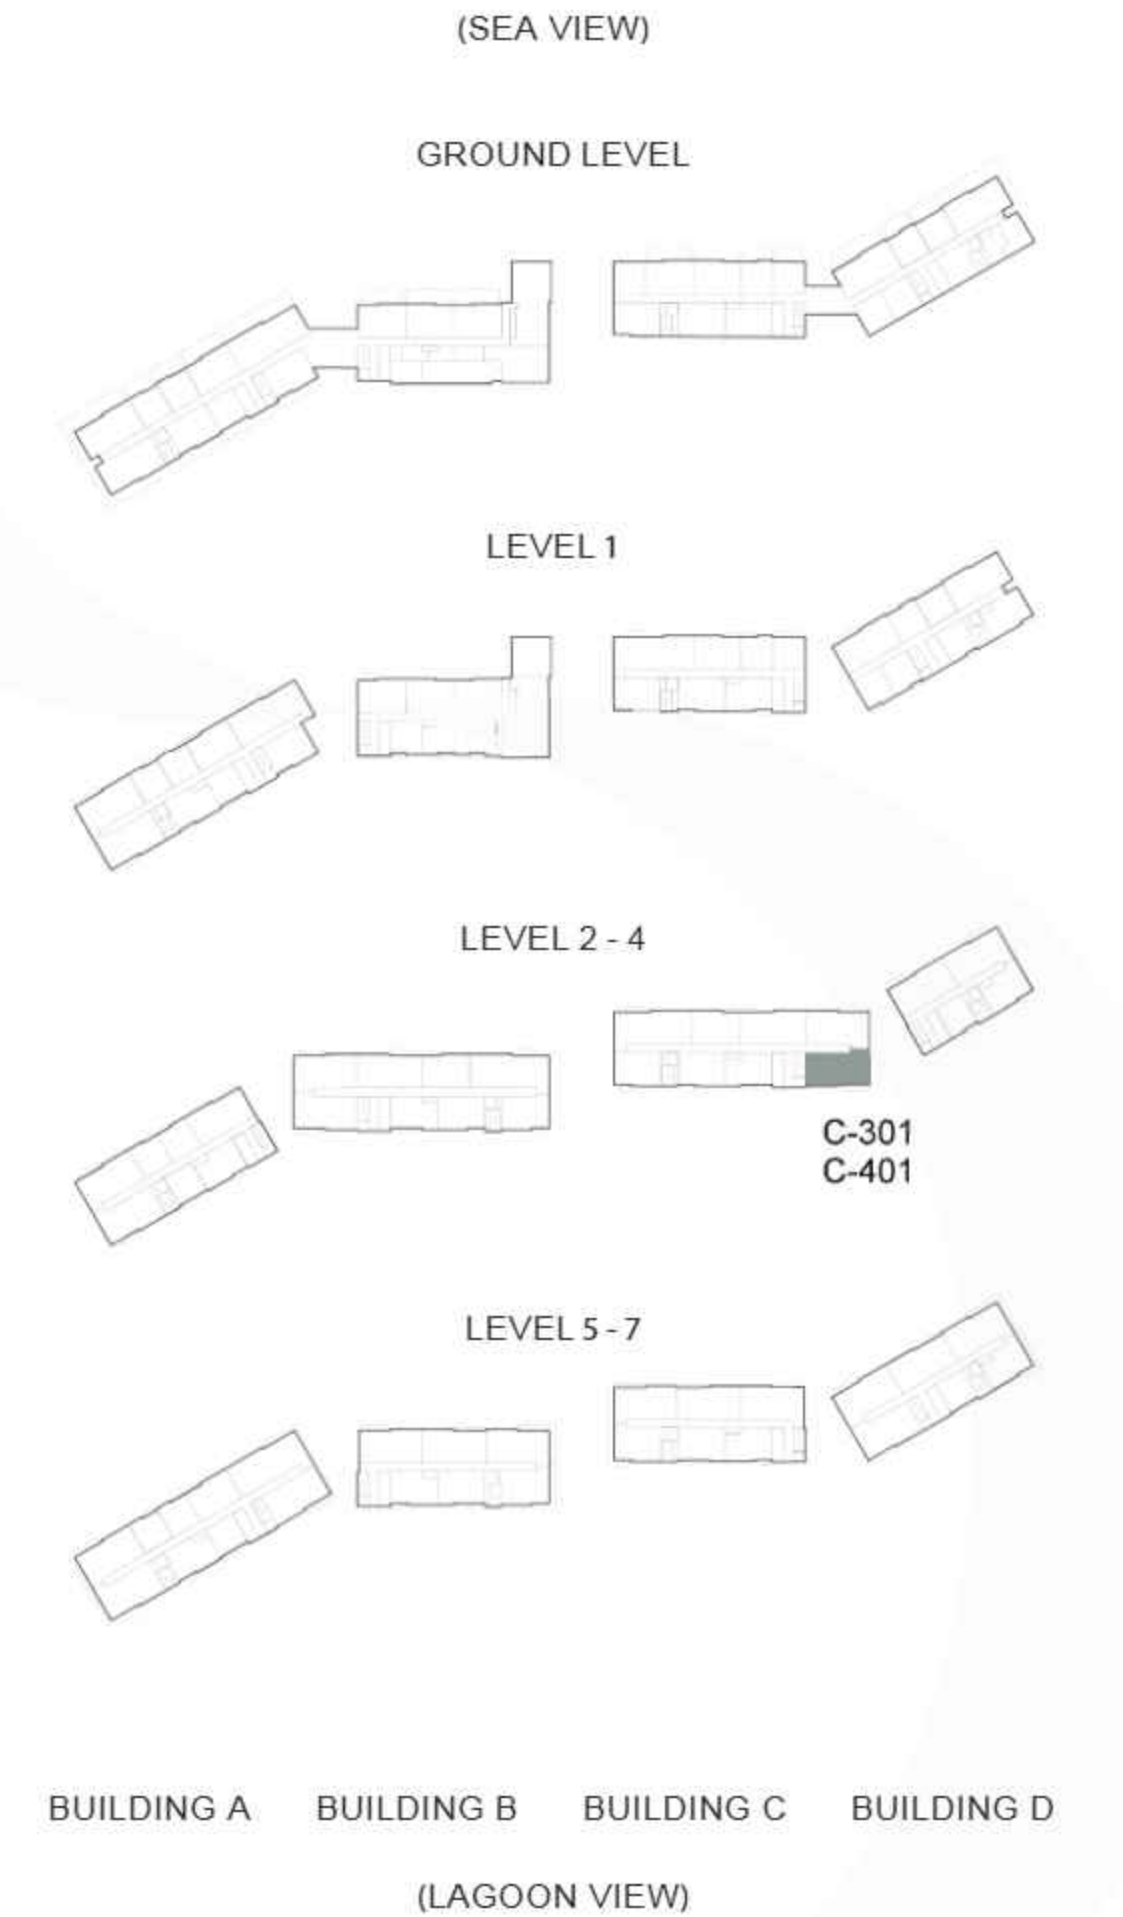 (SEA VIEW)
GROUND LEVEL
LEVEL 1
LEVEL 2 - 4
C-301
C-401
LEVEL 5 - 7
BUILDING A BUILDING B BUILDING C BUILDING D
(LAGOON VIEW)